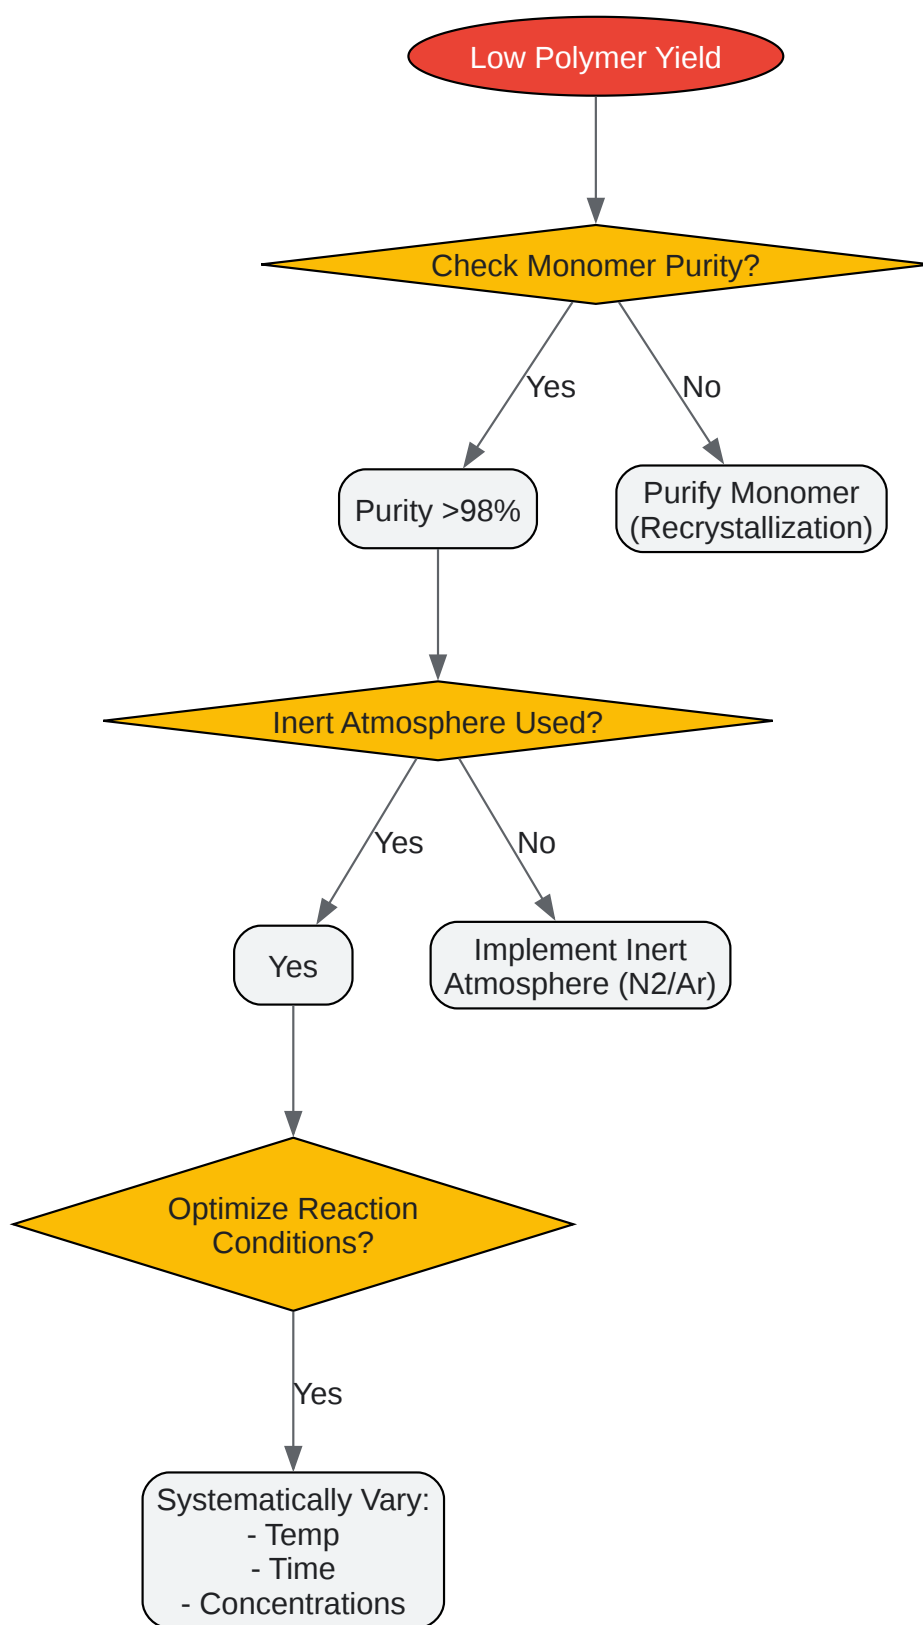 Low Polymer Yield
Check Monomer Purity?
Yes
No
Purity >98%
Purify Monomer
(Recrystallization)
Inert Atmosphere Used?
Yes
No
Yes
Implement Inert
Atmosphere (N2/Ar)
Optimize Reaction
Conditions?
Yes
Systematically Vary:
- Temp
- Time
- Concentrations